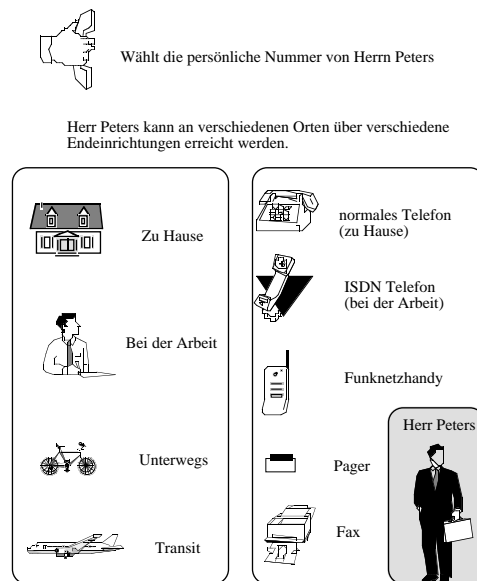 Wählt die persönliche Nummer von Herrn Peters
Herr Peters kann an verschiedenen Orten über verschiedene
Endeinrichtungen erreicht werden.
Zu Hause
Bei der Arbeit
Unterwegs
Transit
normales Telefon
(zu Hause)
ISDN Telefon
(bei der Arbeit)
Funknetzhandy
Pager
Fax
Herr Peters